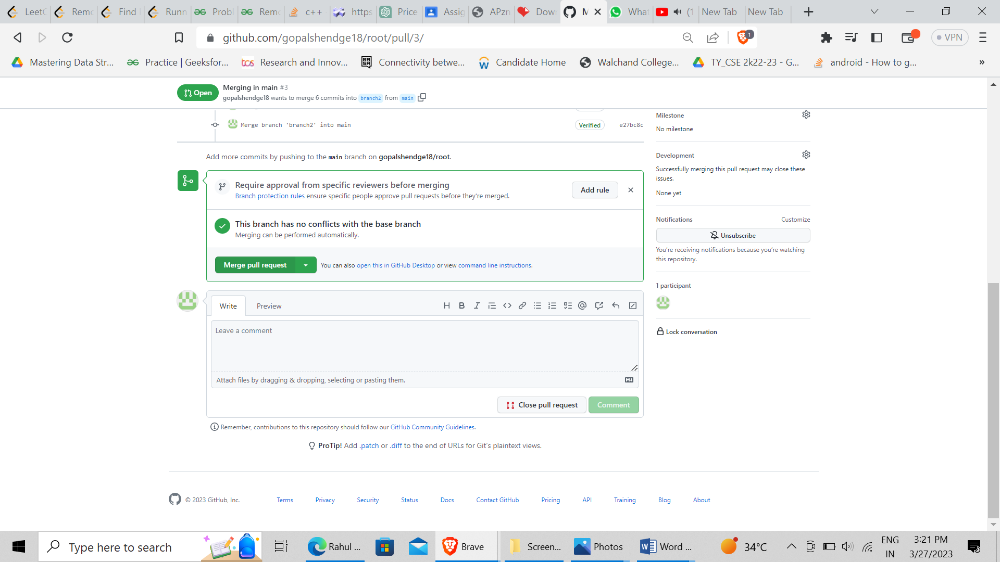 LeetC
Remo
Find
Runn
Probl
Remo
c++
https
Price
Assig
APzn
Down
M
What
(1
New Tab
New Tab
github.com/gopalshendge18/root/pull/3/
1
VPN
Mastering Data Str...
Practice | Geeksfor...
tcs
Research and Innov...
RASA
Connectivity betwe...
Candidate Home
Walchand College...
TY_CSE 2k22-23 - G...
android - How to g...
»
Open
Merging in main #3
gopalshendge18 wants to merge 6 commits into branch2 from main
Merge branch 'branch2' into main
Verified
e27bc8c
Add more commits by pushing to the main branch on gopalshendge18/root.
Require approval from specific reviewers before merging
Branch protection rules ensure specific people approve pull requests before they're merged.
Add rule
This branch has no conflicts with the base branch
Merging can be performed automatically.
Merge pull request
You can also open this in GitHub Desktop or view command line instructions.
Write
Preview
Leave a comment
Attach files by dragging & dropping, selecting or pasting them.
Close pull request
Comment
Remember, contributions to this repository should follow our GitHub Community Guidelines.
ProTip! Add .patch or .diff to the end of URLs for Git's plaintext views.
Milestone
No milestone
Development
Successfully merging this pull request may close these
issues.
None yet
Notifications
Customize
Unsubscribe
You're receiving notifications because you're watching
this repository.
1 participant
Lock conversation
© 2023 GitHub, Inc.
Terms
Privacy
Security
Status
Docs
Contact GitHub
Pricing
API
Training
Blog
About
Type here to search
Rahul ...
Brave
Screen...
Photos
Word ...
34°C
ENG
IN
3:21 PM
3/27/2023